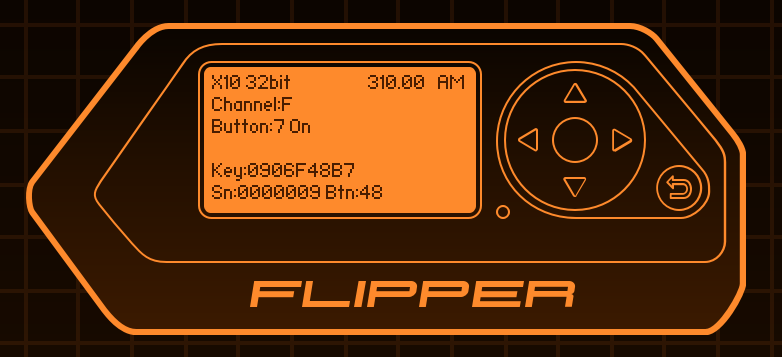 X10 32bit 310.00 AM
Channel:F
Button:7 On
Key:0906F48B7
Sn:0000009 Btn:48
FLIPPER